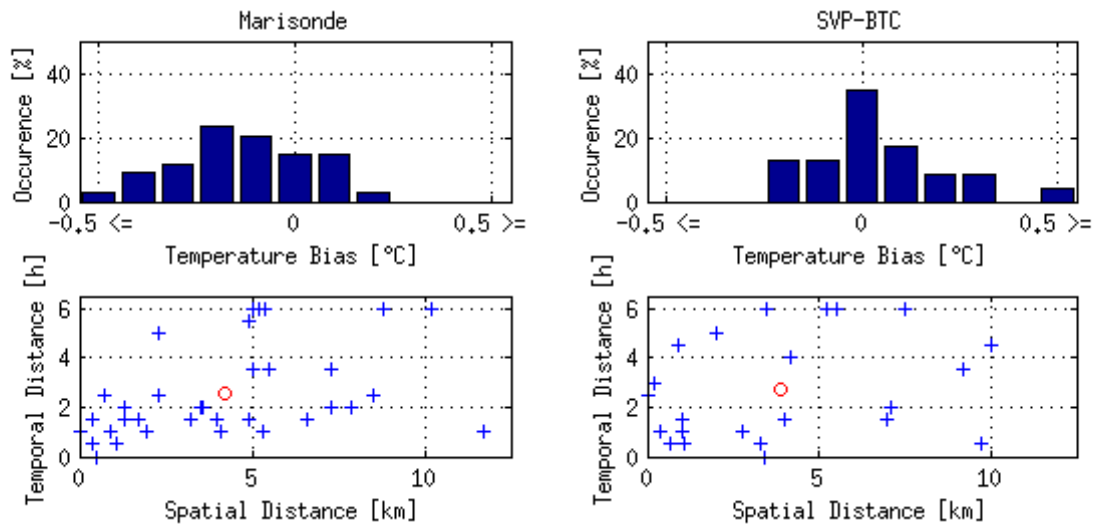 Marisonde
SVP-BTC
Occurence [%]
40
20
0
-0.5 <=
0
0.5 >=
Temperature Bias [°C]
Occurence [%]
40
20
0
-0.5 <=
0
0.5 >=
Temperature Bias [°C]
Temporal Distance [h]
6
4
2
0
0
5
10
Spatial Distance [km]
Temporal Distance [h]
6
4
2
0
0
5
10
Spatial Distance [km]